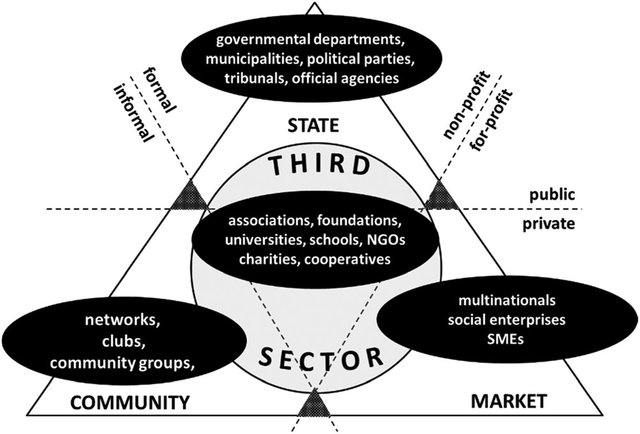 governmental departments,
municipalities, political parties,
tribunals, official agencies
formal
informal
non-profit
for-profit
STATE
THIRD
public
private
associations, foundations,
universities, schools, NGOs
charities, cooperatives
networks,
clubs,
community groups,
multinationals
social enterprises
SMEs
SECTOR
COMMUNITY
MARKET